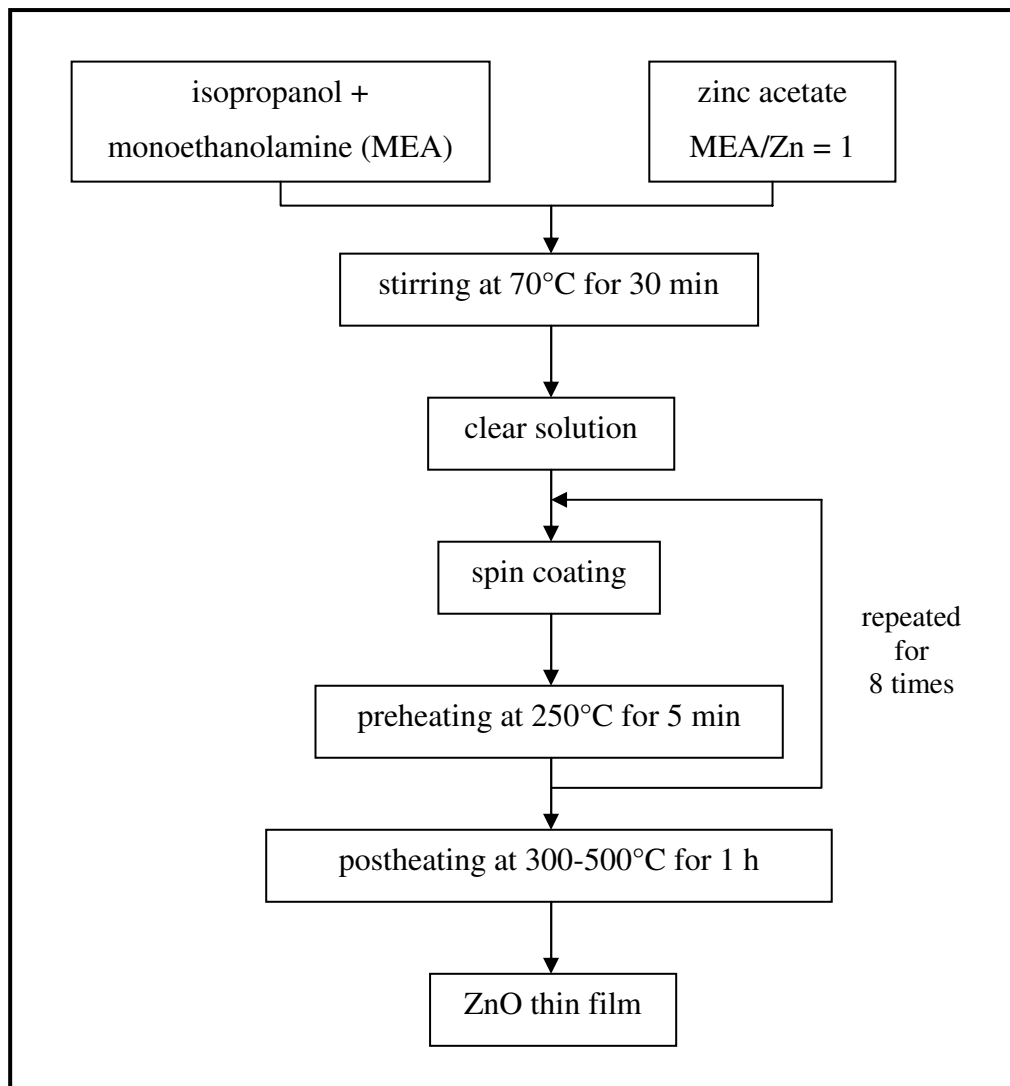 isopropanol +
monoethanolamine (MEA)
zinc acetate
MEA/Zn = 1
stirring at 70°C for 30 min
clear solution
spin coating
repeated
for
8 times
preheating at 250°C for 5 min
postheating at 300-500°C for 1 h
ZnO thin film